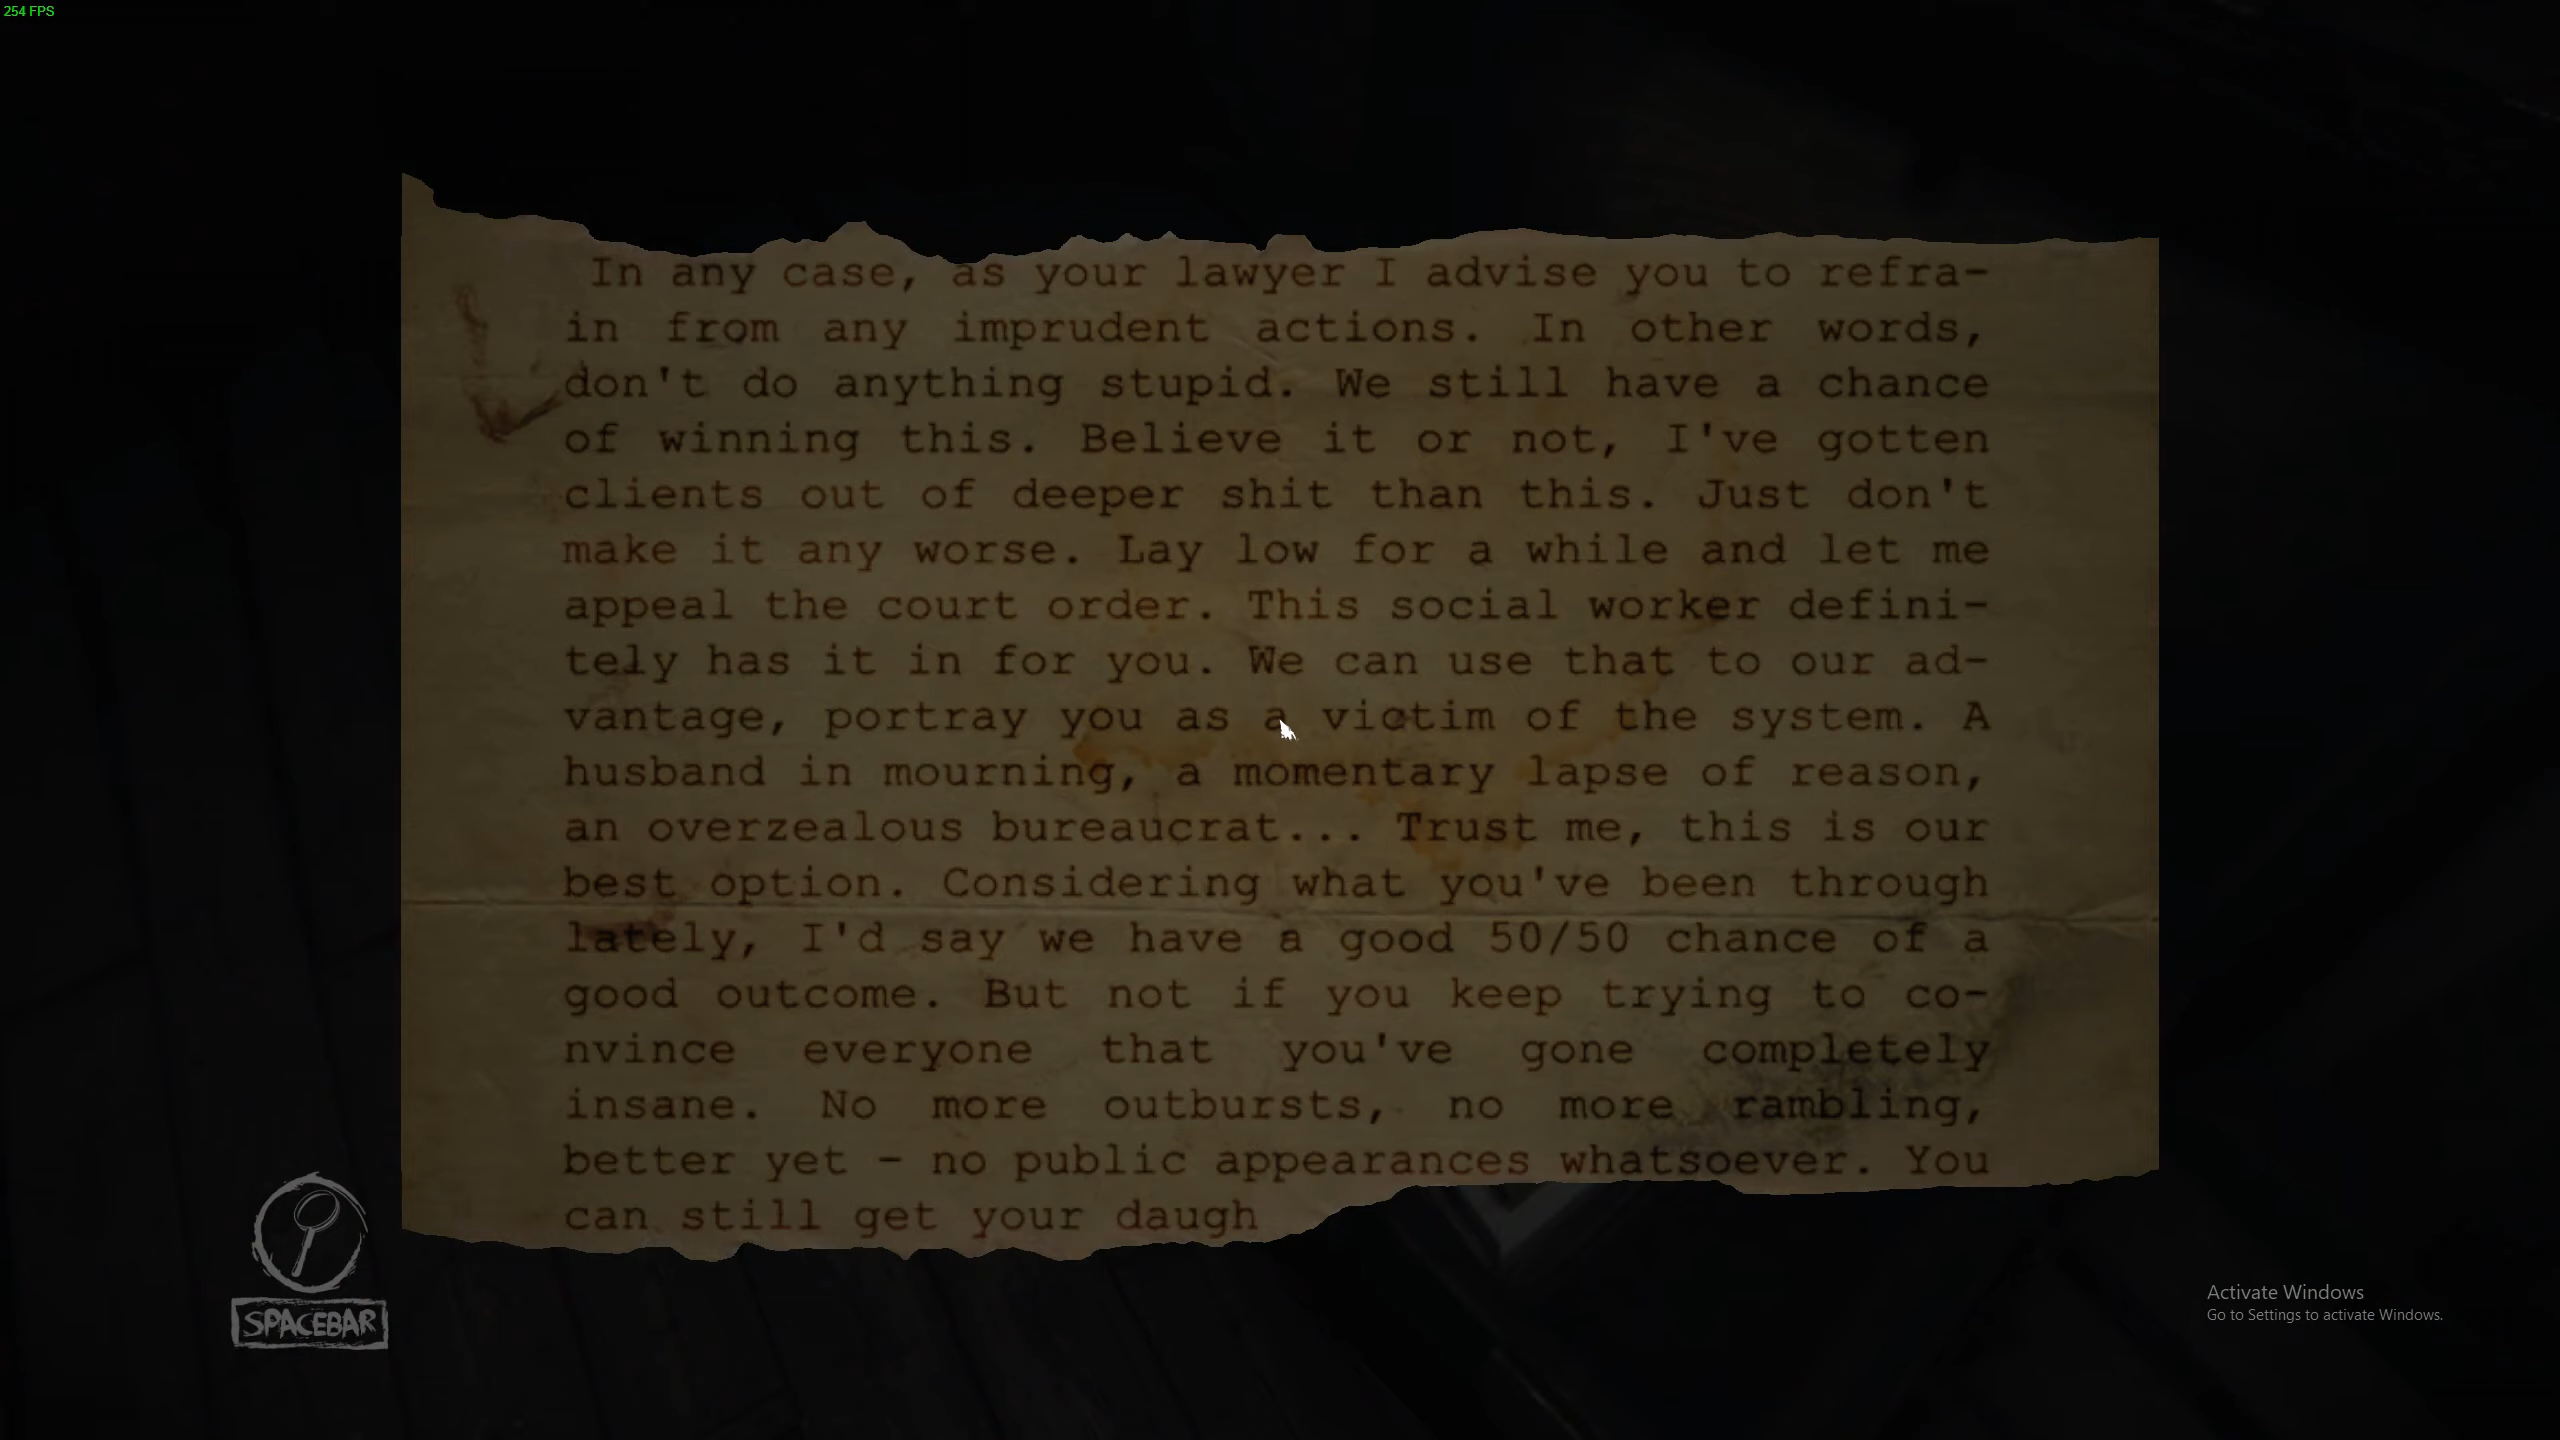 254 FPS
In any case, as your lawyer I advise you to refra-
in from any imprudent actions. In other words,
don't do anything stupid. We still have a chance
of winning this. Believe it or not, I've gotten
clients out of deeper shit than this. Just don't
make it any worse. Lay low for a while and let me
appeal the court order. This social worker defini-
tely has it in for you. We can use that to our ad-
vantage, portray you as a victim of the system. A
husband in mourning, a momentary lapse of reason,
an overzealous bureaucrat... Trust me, this is our
best option. Considering what you've been through
lately, I'd say we have a good 50/50 chance of a
good outcome. But not if you keep trying to co-
nvince everyone that you've gone completely
insane. No more outbursts, no more rambling,
better yet - no public appearances whatsoever. You
can still get your daugh
SPACEBAR
Activate Windows
Go to Settings to activate Windows.